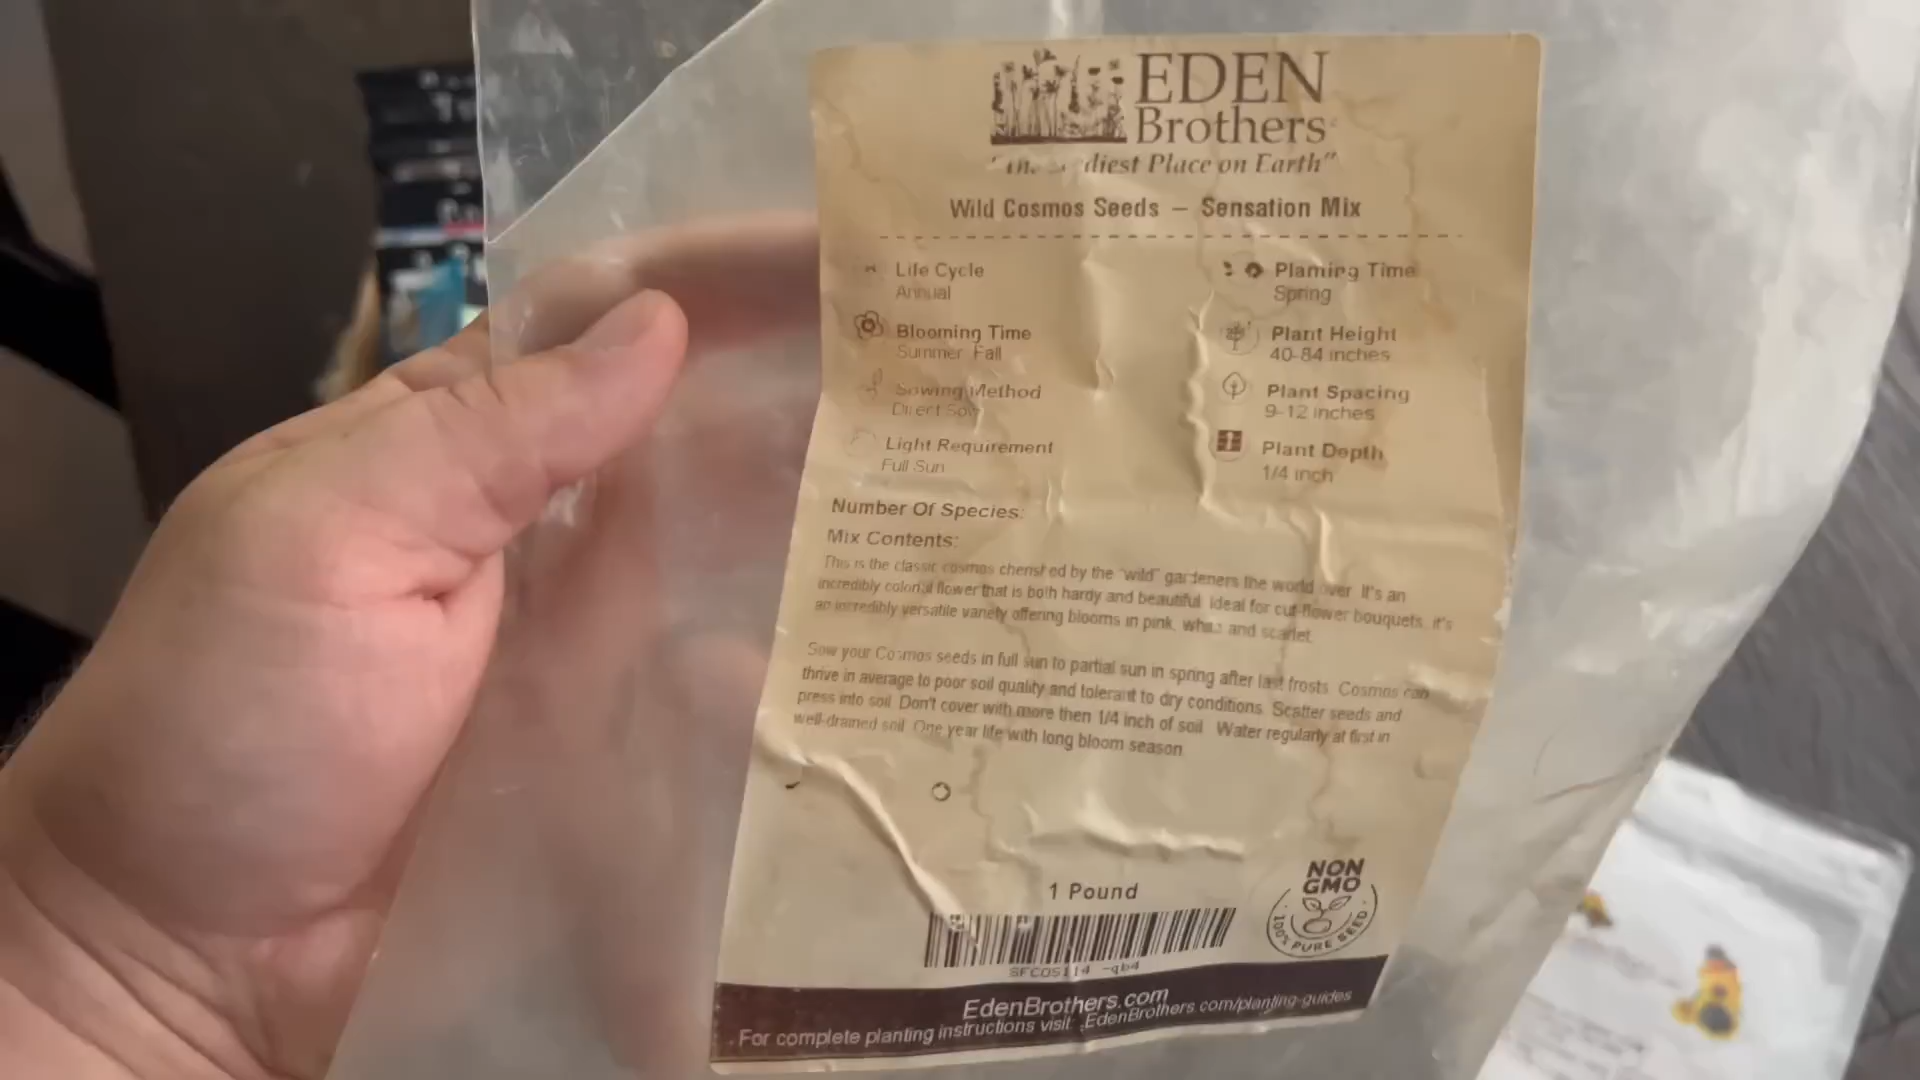 EDEN
Brothers
diest Place on Earth"
Wild Cosmos Seeds – Sensation Mix
Life Cycle
Annual
Planting Time
Spring
Blooming Time
Summer Fall
Plant Height
40-84 inches
Sowing Method
Direct Sow
Plant Spacing
9-12 inches
Light Requirement
Full Sun
Plant Depth
1/4 inch
Number Of Species:
Mix Contents:
This is the classic cosmos cherished by the "wild" gardeners the world over. It's an
incredibly colorful flower that is both hardy and beautiful. Ideal for cut-flower bouquets, it's
an incredibly versatile variety offering blooms in pink, white and scarlet.
Sow your Cosmos seeds in full sun to partial sun in spring after last frosts. Cosmos can
thrive in average to poor soil quality and tolerant to dry conditions. Scatter seeds and
press into soil. Don't cover with more then 1/4 inch of soil. Water regularly at first in
well-drained soil. One year life with long bloom season.
1 Pound
NON
GMO
100% PURE SEED
SFCOS114 -qb4
EdenBrothers.com
For complete planting instructions visit: EdenBrothers.com/planting-guides